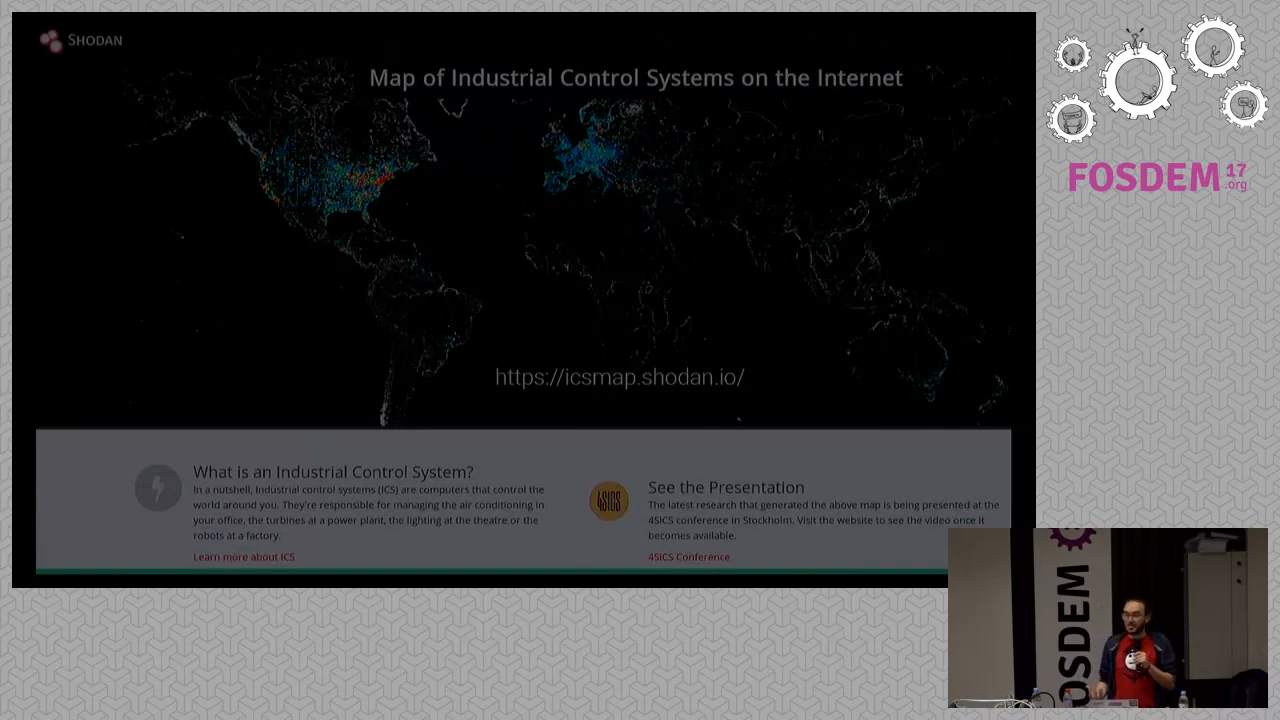 SHODAN
Map of Industrial Control Systems on the Internet
https://icsmap.shodan.io/
What is an Industrial Control System?
In a nutshell, Industrial control systems (ICS) are computers that control the
world around you. They're responsible for managing the air conditioning in
your office, the turbines at a power plant, the lighting at the theatre or the
robots at a factory.
Learn more about ICS
4SICS
See the Presentation
The latest research that generated the above map is being presented at the
4SICS conference in Stockholm. Visit the website to see the video once it
becomes available.
4SICS Conference
FOSDEM 17
.org
OSDEM